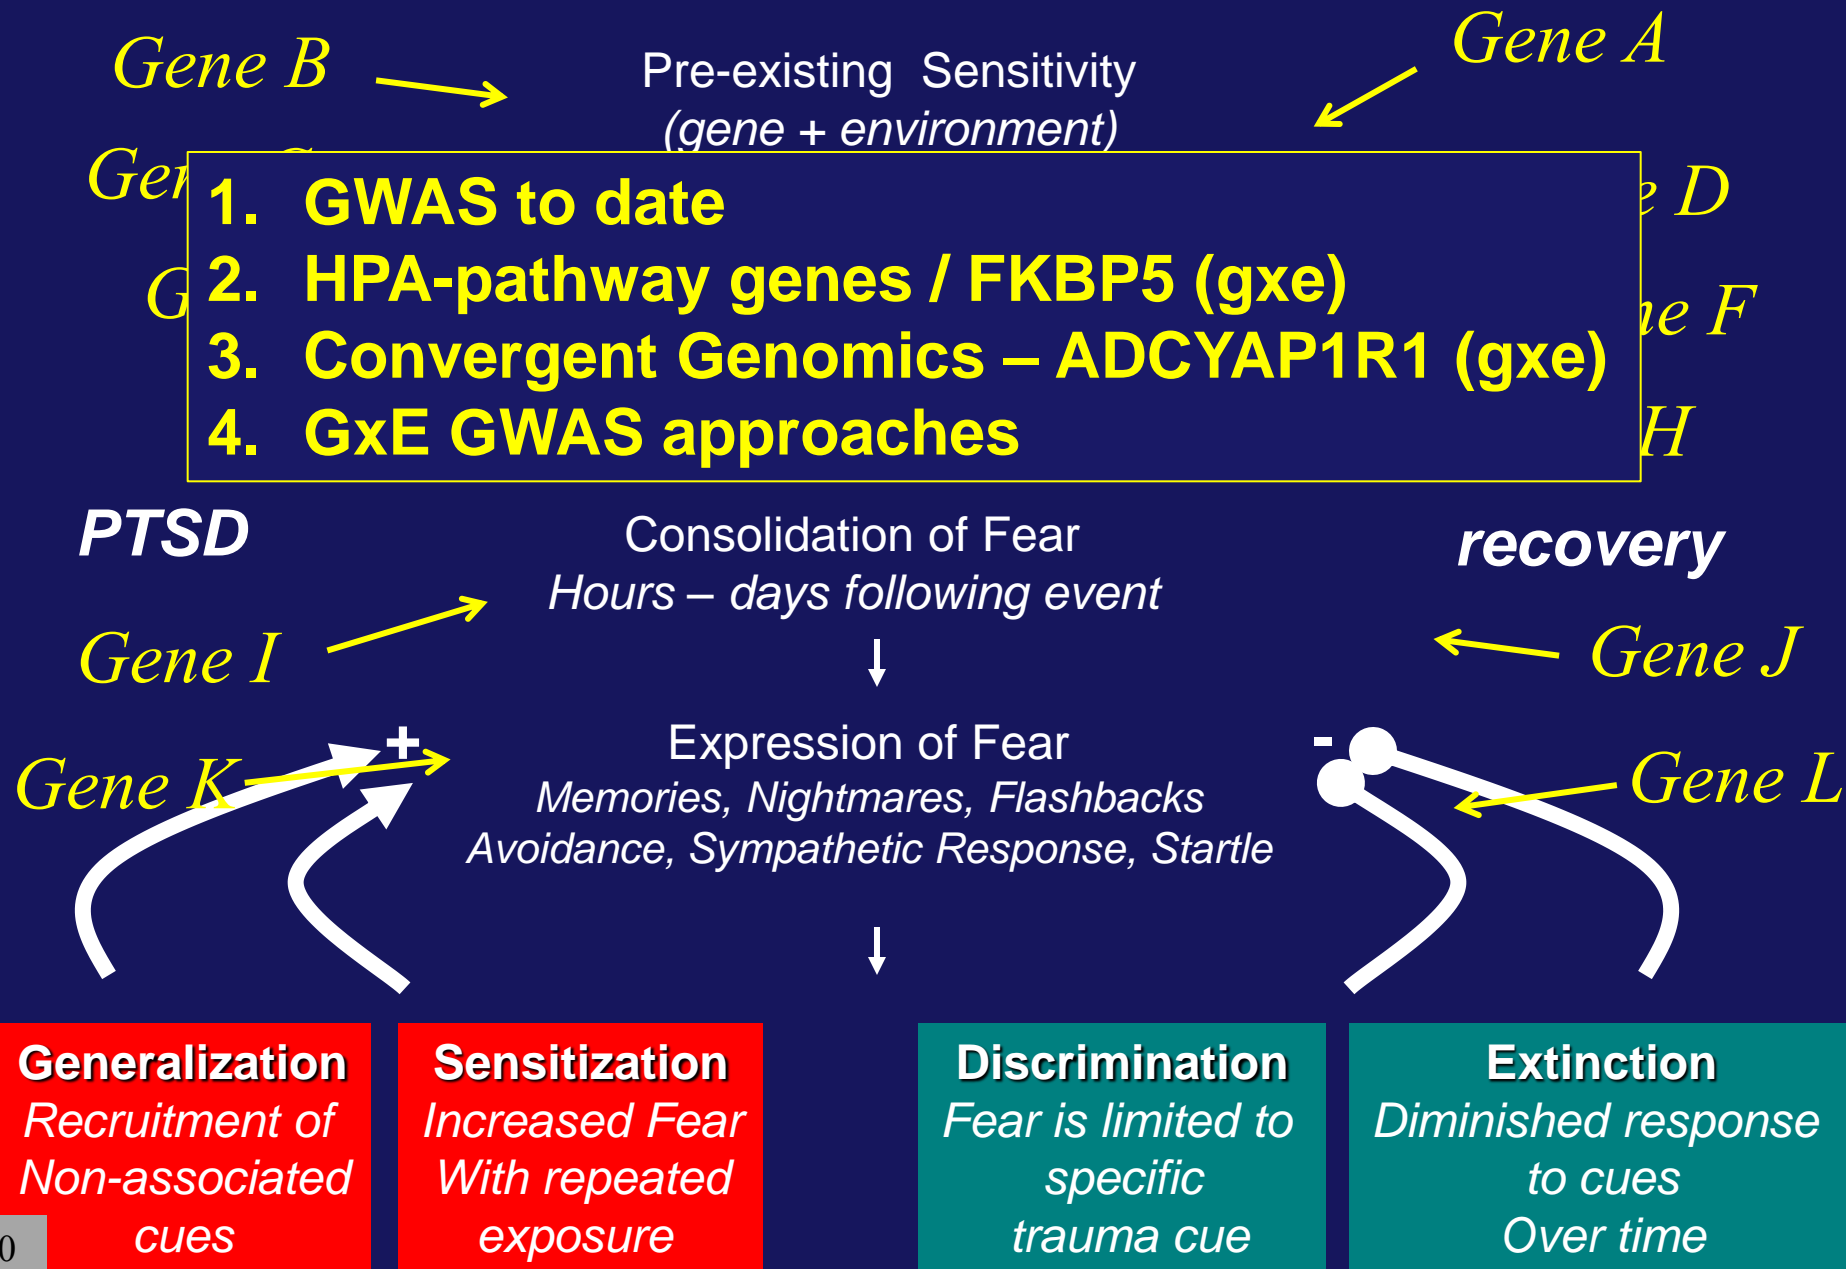 Gene B
Gene A
Pre-existing Sensitivity
(gene + environment)
1. GWAS to date
2. HPA-pathway genes / FKBP5 (gxe)
3. Convergent Genomics – ADCYAP1R1 (gxe)
4. GxE GWAS approaches
D
F
H
PTSD
recovery
Consolidation of Fear
Hours – days following event
Gene I
Gene J
+
-
Expression of Fear
Gene K
Gene L
Memories, Nightmares, Flashbacks
Avoidance, Sympathetic Response, Startle
Generalization
Recruitment of
Non-associated
cues
Sensitization
Increased Fear
With repeated
exposure
Discrimination
Fear is limited to
specific
trauma cue
Extinction
Diminished response
to cues
Over time